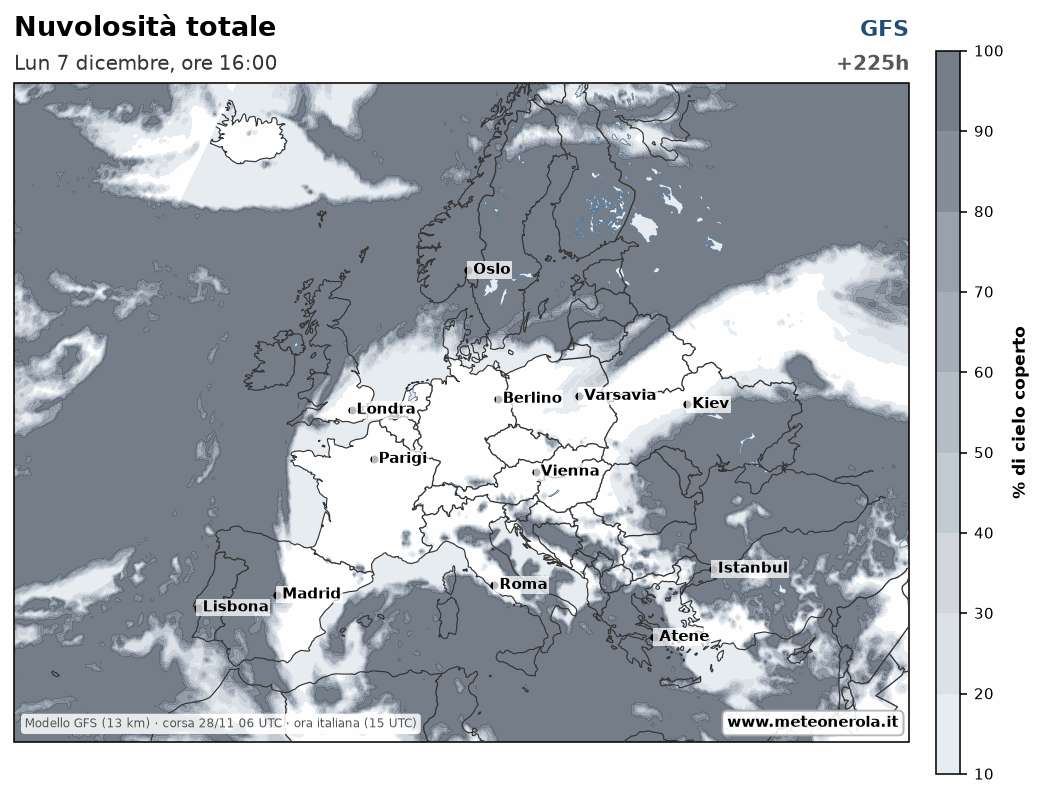 Nuvolosità totale
GFS
Lun 7 dicembre, ore 16:00
+225h
100
90
80
70
60
50
40
30
20
10
% di cielo coperto
Oslo
Londra
Berlino
Varsavia
Kiev
Parigi
Vienna
Istanbul
Roma
Madrid
Lisbona
Atene
Modello GFS (13 km) · corsa 28/11 06 UTC · ora italiana (15 UTC)
www.meteonerola.it